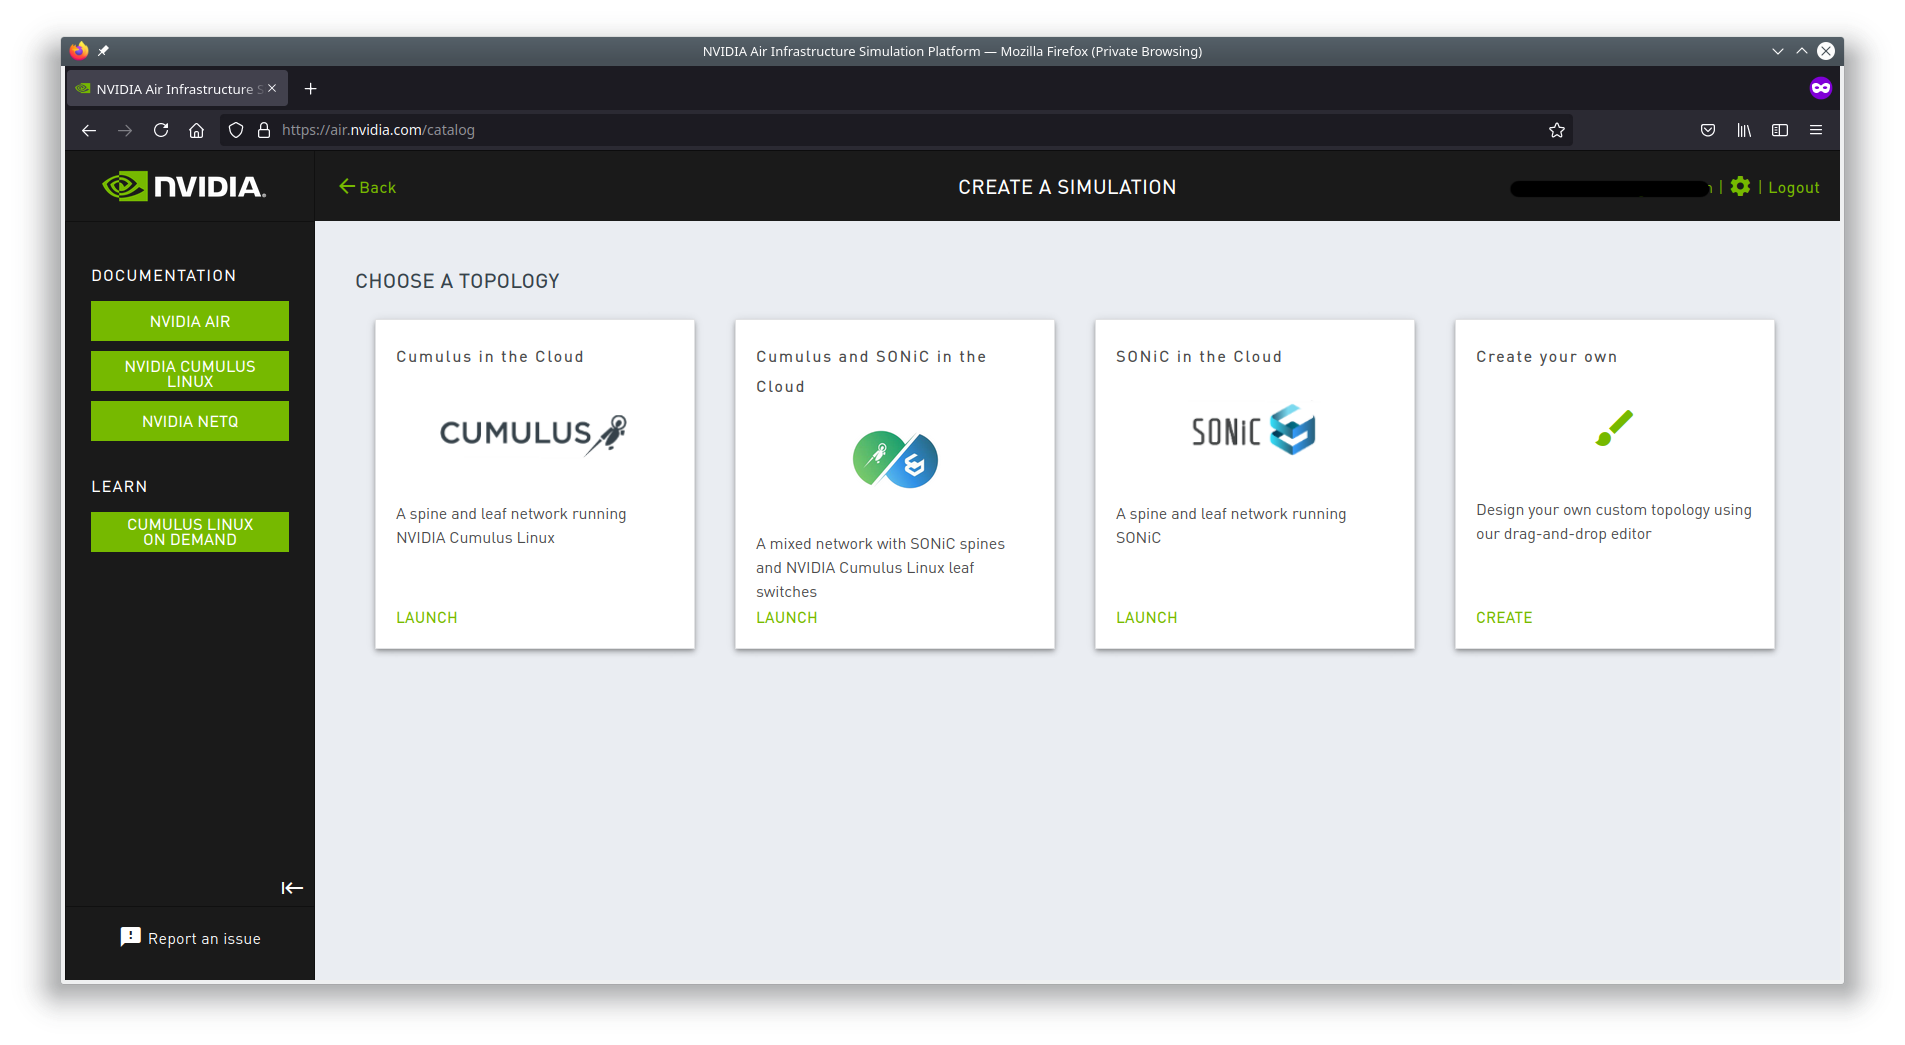 NVIDIA Air Infrastructure Simulation Platform — Mozilla Firefox (Private Browsing)
NVIDIA Air Infrastructure S
https://air.nvidia.com/catalog
NVIDIA.
Back
CREATE A SIMULATION
| | Logout
DOCUMENTATION
NVIDIA AIR
NVIDIA CUMULUS
LINUX
NVIDIA NETQ
LEARN
CUMULUS LINUX
ON DEMAND
Report an issue
CHOOSE A TOPOLOGY
Cumulus in the Cloud
CUMULUS
A spine and leaf network running
NVIDIA Cumulus Linux
LAUNCH
Cumulus and SONiC in the
Cloud
A mixed network with SONiC spines
and NVIDIA Cumulus Linux leaf
switches
LAUNCH
SONiC in the Cloud
SONiC
A spine and leaf network running
SONiC
LAUNCH
Create your own
Design your own custom topology using
our drag-and-drop editor
CREATE